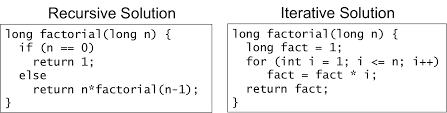 Recursive Solution
long factorial(long n) {
  if (n == 0)
    return 1;
  else
    return n*factorial(n-1);
}
Iterative Solution
long factorial(long n) {
  long fact = 1;
  for (int i = 1; i <= n; i++)
     fact = fact * i;
  return fact;
}